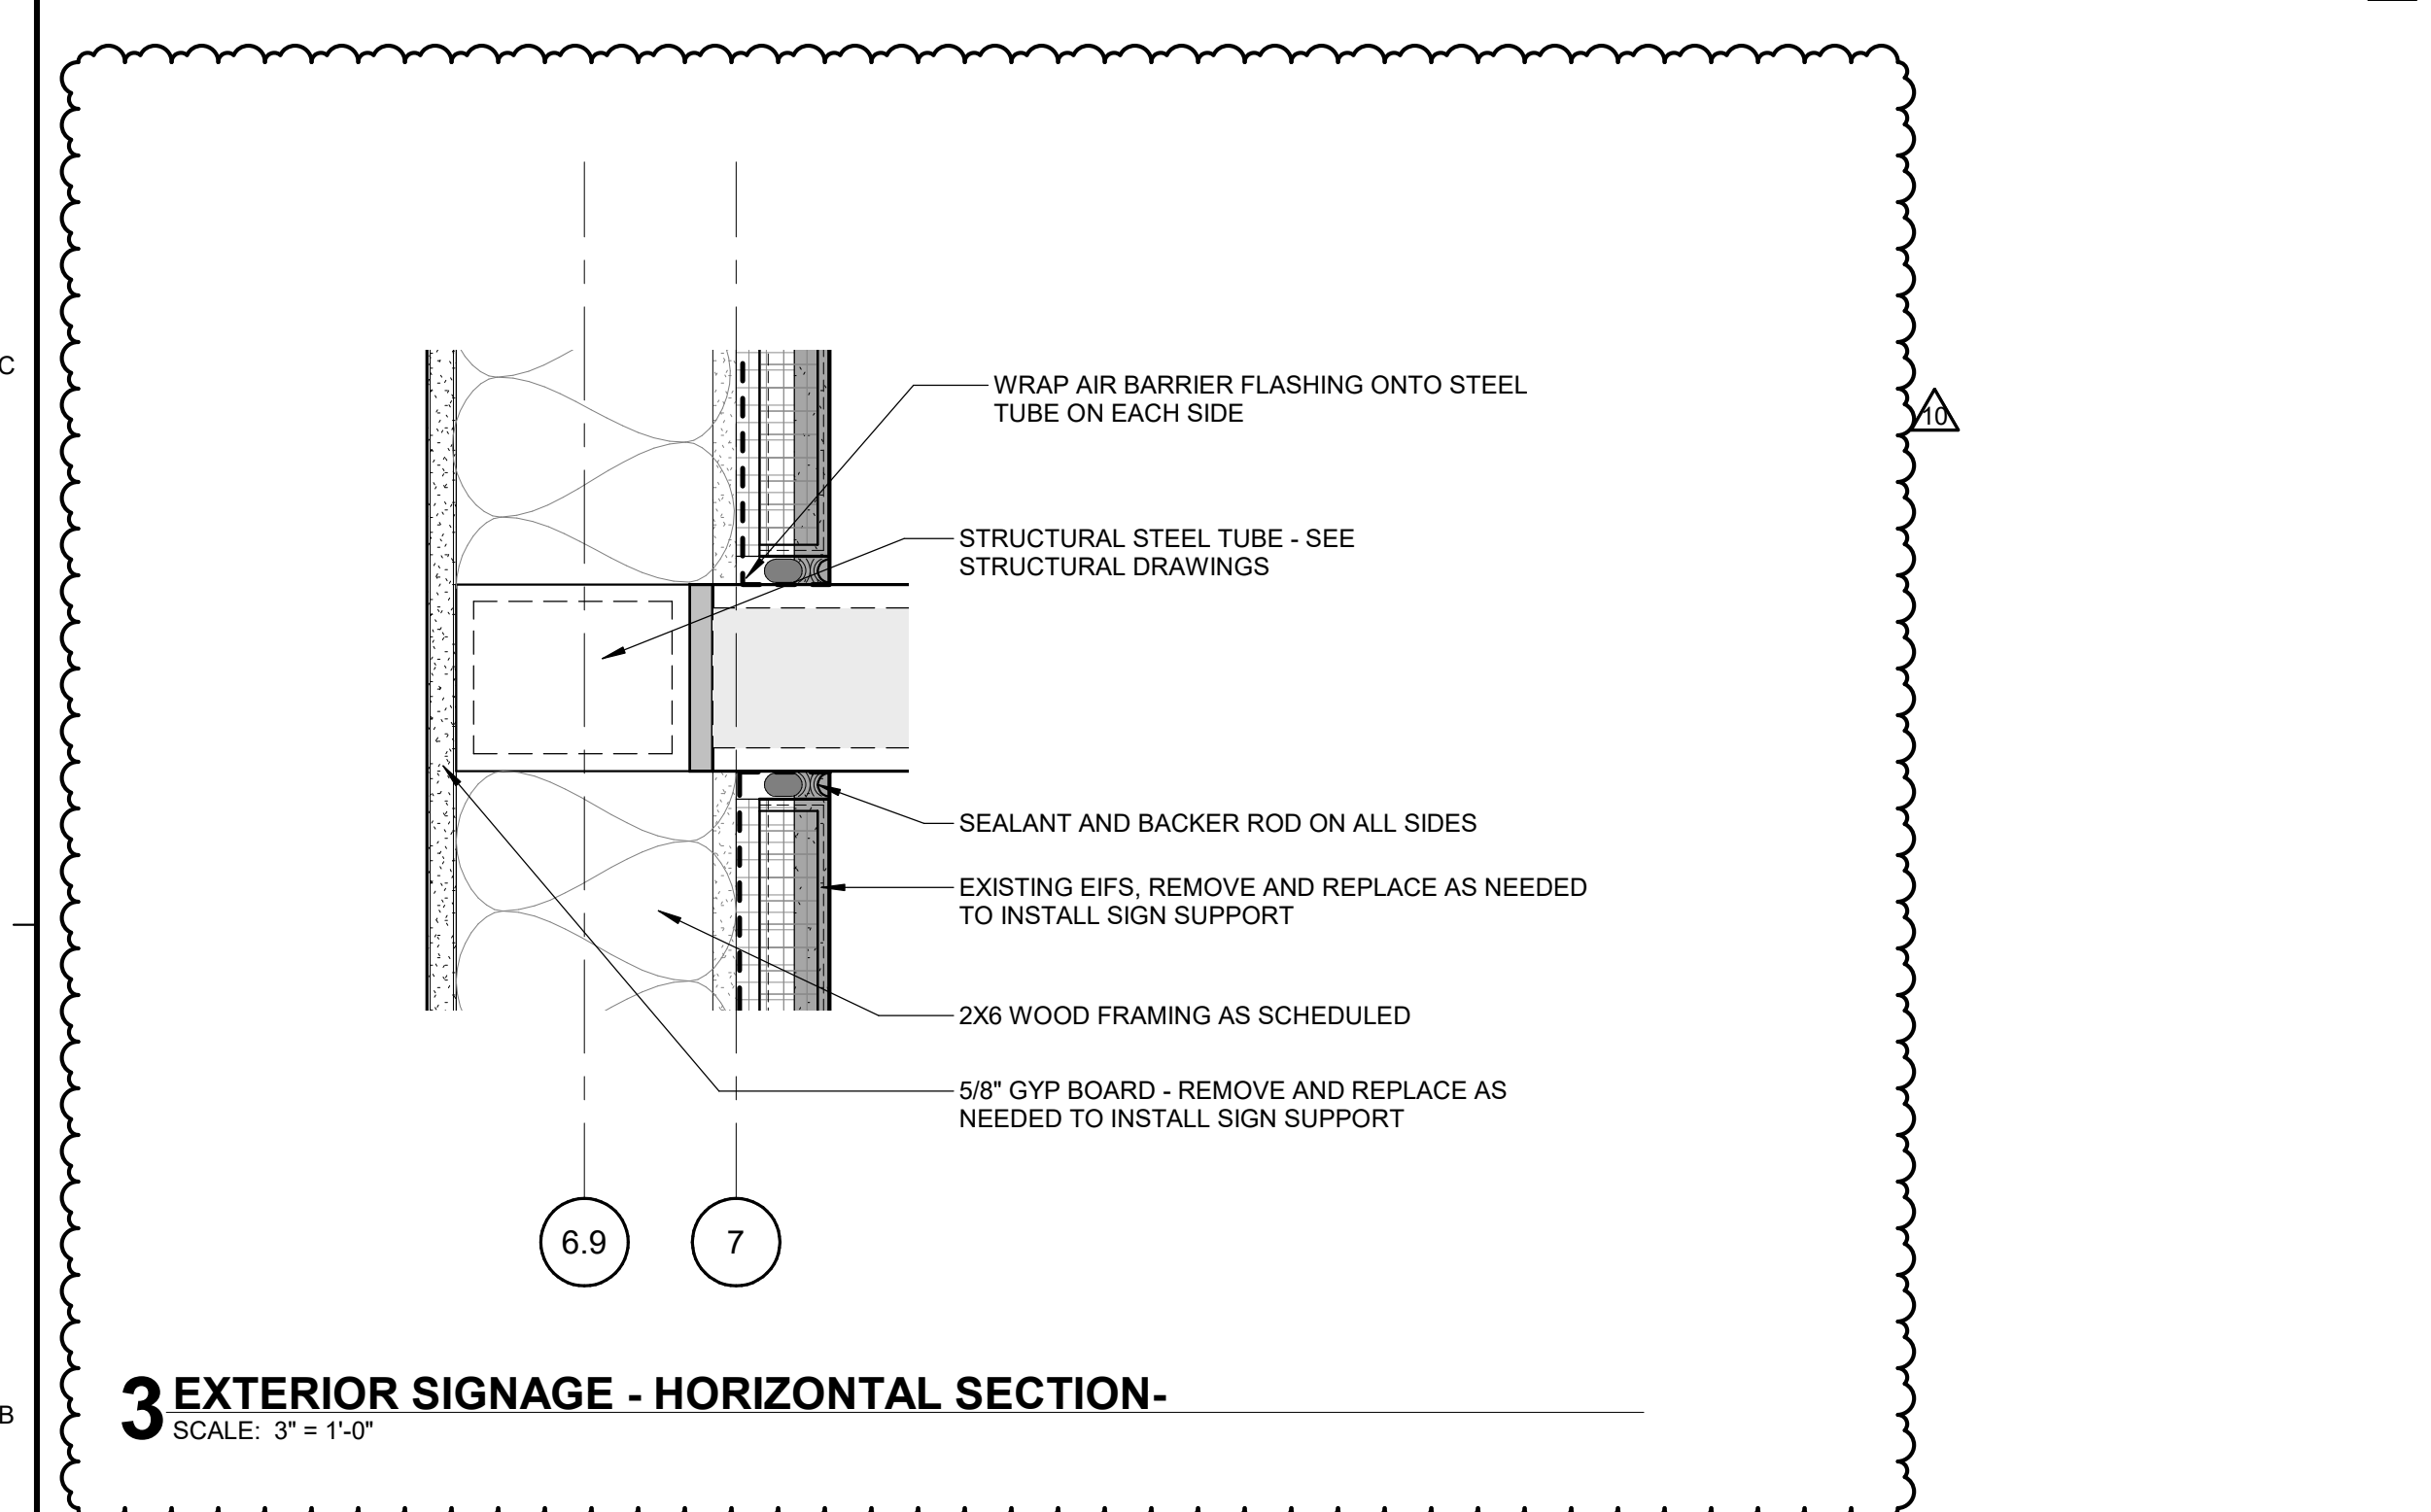 C
WRAP AIR BARRIER FLASHING ONTO STEEL
TUBE ON EACH SIDE
10
STRUCTURAL STEEL TUBE - SEE
STRUCTURAL DRAWINGS
SEALANT AND BACKER ROD ON ALL SIDES
EXISTING EIFS, REMOVE AND REPLACE AS NEEDED
TO INSTALL SIGN SUPPORT
2X6 WOOD FRAMING AS SCHEDULED
5/8" GYP BOARD - REMOVE AND REPLACE AS
NEEDED TO INSTALL SIGN SUPPORT
6.9
7
3 EXTERIOR SIGNAGE - HORIZONTAL SECTION-
B
SCALE: 3" = 1'-0"